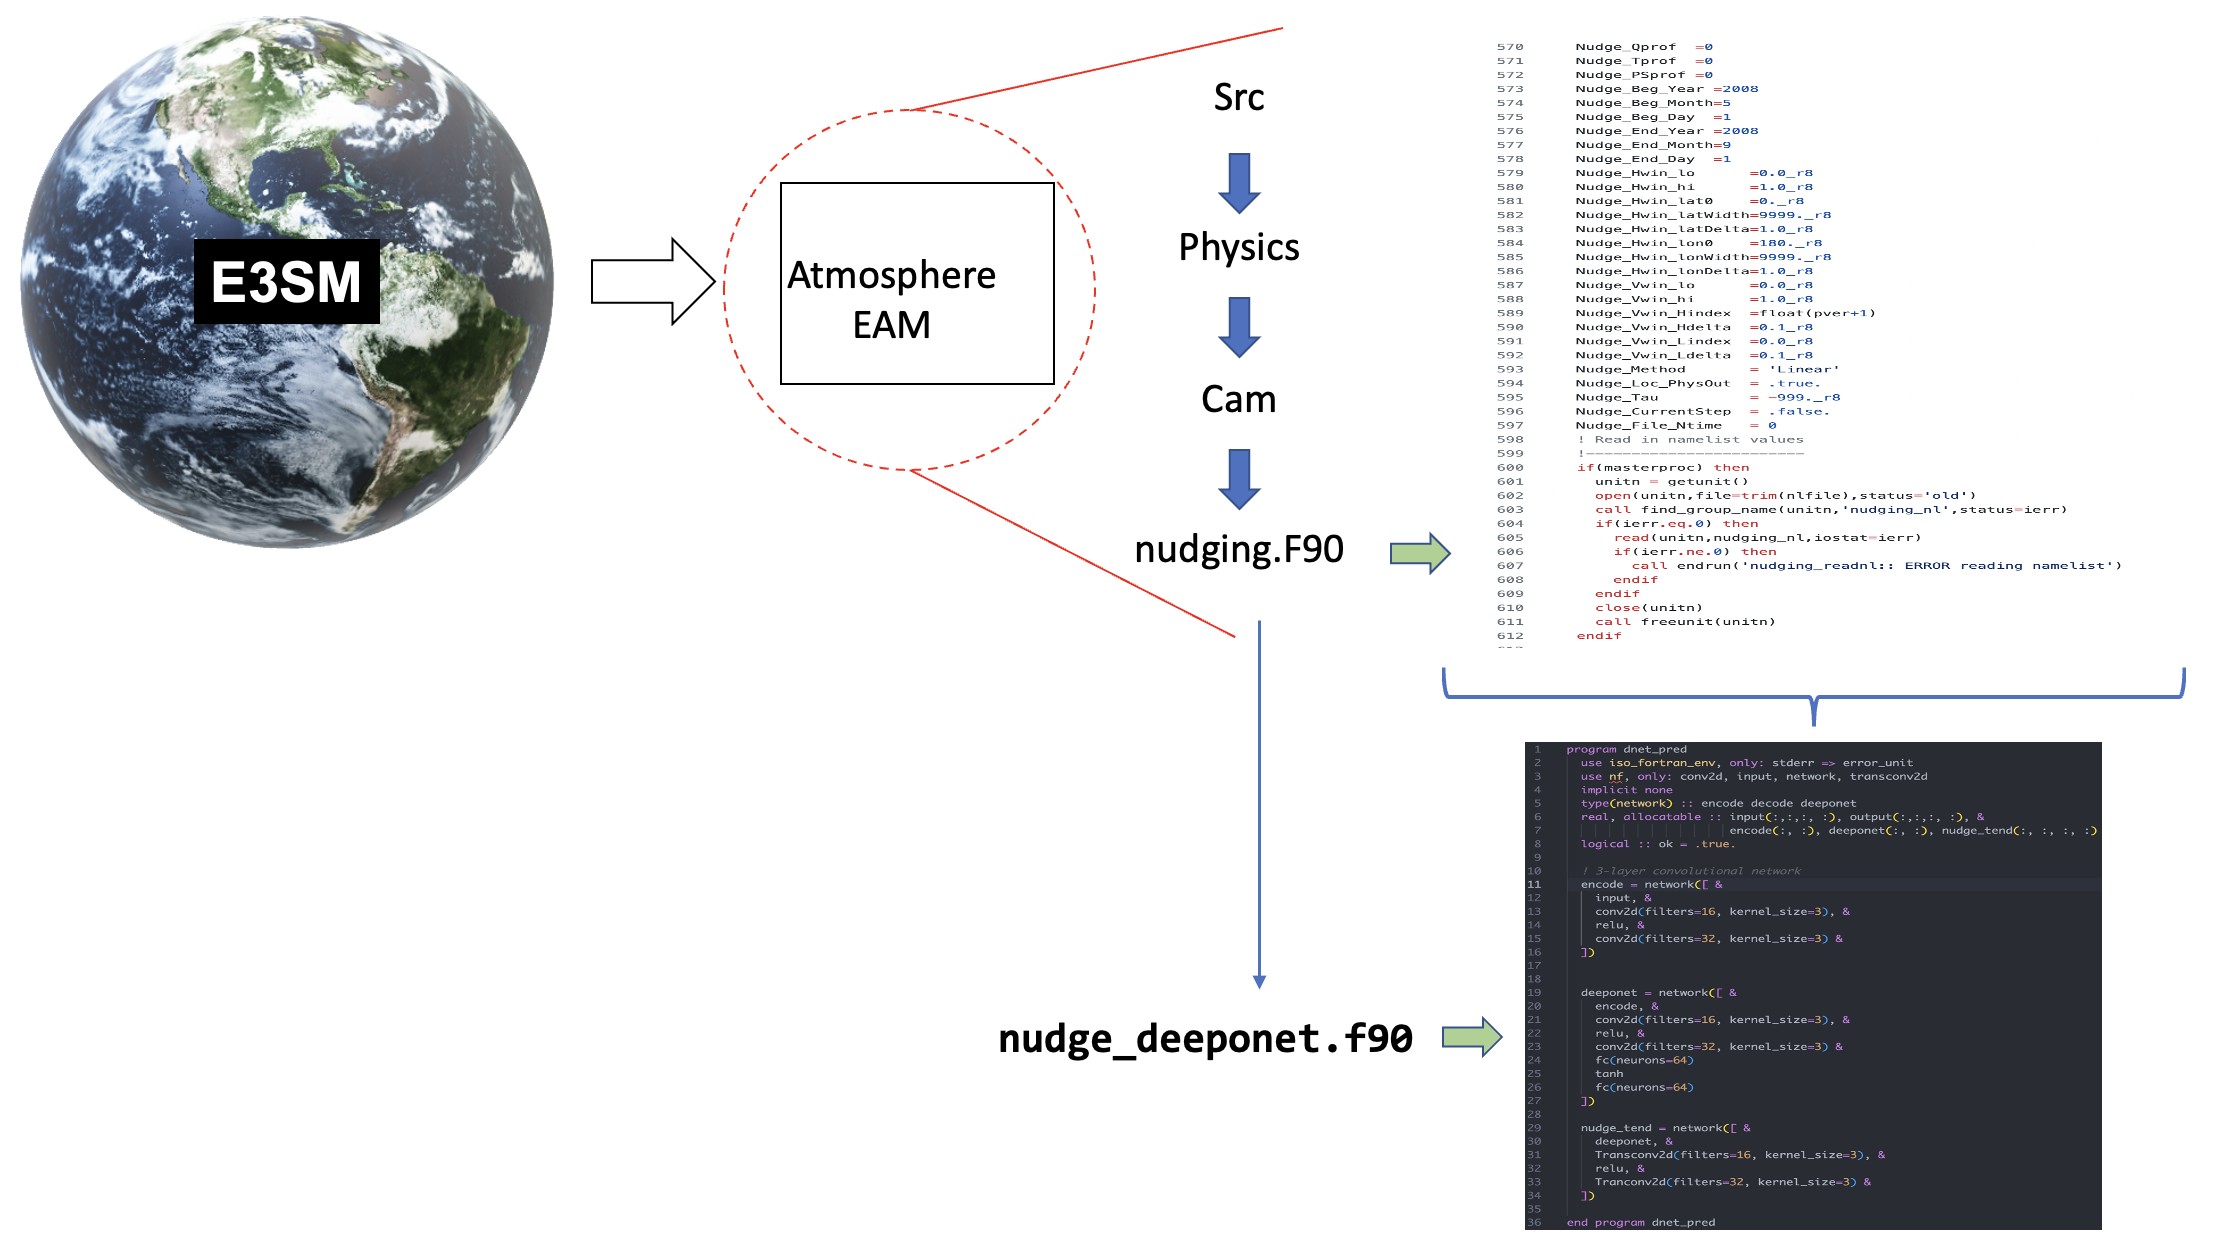 E3SM
Atmosphere
EAM
Src
Physics
Cam
nudging.F90
570 Nudge_Qprof =0
571 Nudge_Tprof =0
572 Nudge_PSprof =0
573 Nudge_Beg_Year =2008
574 Nudge_Beg_Month=5
575 Nudge_Beg_Day =1
576 Nudge_End_Year =2008
577 Nudge_End_Month=9
578 Nudge_End_Day =1
579 Nudge_Hwin_lo =0.0_r8
580 Nudge_Hwin_hi =1.0_r8
581 Nudge_Hwin_lat0 =0._r8
582 Nudge_Hwin_latWidth=9999._r8
583 Nudge_Hwin_latDelta=1.0_r8
584 Nudge_Hwin_lon0 =180._r8
585 Nudge_Hwin_lonWidth=9999._r8
586 Nudge_Hwin_lonDelta=1.0_r8
587 Nudge_Vwin_lo =0.0_r8
588 Nudge_Vwin_hi =1.0_r8
589 Nudge_Vwin_Hindex =float(pver+1)
590 Nudge_Vwin_Hdelta =0.1_r8
591 Nudge_Vwin_Lindex =0.0_r8
592 Nudge_Vwin_Ldelta =0.1_r8
593 Nudge_Method = 'Linear'
594 Nudge_Loc_PhysOut = .true.
595 Nudge_Tau = -999._r8
596 Nudge_CurrentStep = .false.
597 Nudge_File_Ntime = 0
598 ! Read in namelist values
599 !------------------------
600 if(masterproc) then
601 unitn = getunit()
602 open(unitn,file=trim(nlfile),status='old')
603 call find_group_name(unitn,'nudging_nl',status=ierr)
604 if(ierr.eq.0) then
605 read(unitn,nudging_nl,iostat=ierr)
606 if(ierr.ne.0) then
607 call endrun('nudging_readnl:: ERROR reading namelist')
608 endif
609 endif
610 close(unitn)
611 call freeunit(unitn)
612 endif
nudge_deeponet.f90
1 program dnet_pred
2 use iso_fortran_env, only: stderr => error_unit
3 use nf, only: conv2d, input, network, transconv2d
4 implicit none
5 type(network) :: encode decode deeponet
6 real, allocatable :: input(:,:,:, :), output(:,:,:, :), &
7 encode(:, :), deeponet(:, :), nudge_tend(:, :, :, :)
8 logical :: ok = .true.
9
10 ! 3-layer convolutional network
11 encode = network([ &
12 input, &
13 conv2d(filters=16, kernel_size=3), &
14 relu, &
15 conv2d(filters=32, kernel_size=3) &
16 ])
17
18
19 deeponet = network([ &
20 encode, &
21 conv2d(filters=16, kernel_size=3), &
22 relu, &
23 conv2d(filters=32, kernel_size=3) &
24 fc(neurons=64)
25 tanh
26 fc(neurons=64)
27 ])
28
29 nudge_tend = network([ &
30 deeponet, &
31 Transconv2d(filters=16, kernel_size=3), &
32 relu, &
33 Tranconv2d(filters=32, kernel_size=3) &
34 ])
35
36 end program dnet_pred